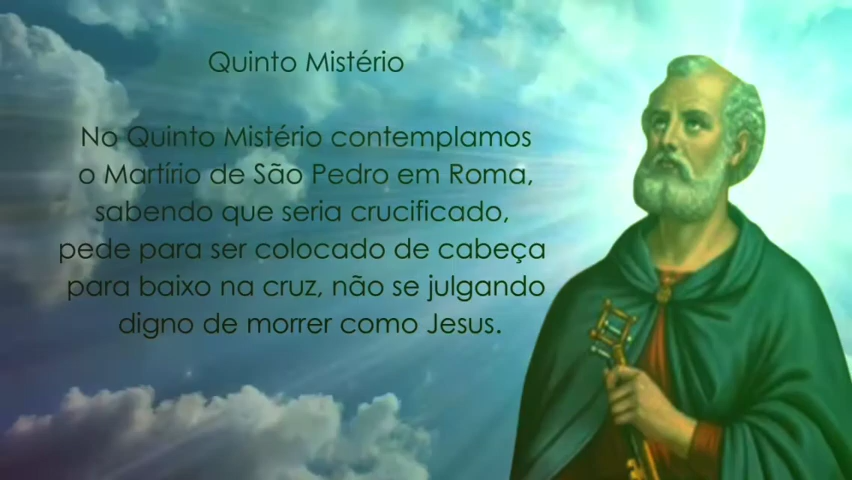 Quinto Mistério
No Quinto Mistério contemplamos
o Martírio de São Pedro em Roma,
sabendo que seria crucificado,
pede para ser colocado de cabeça
para baixo na cruz, não se julgando
digno de morrer como Jesus.